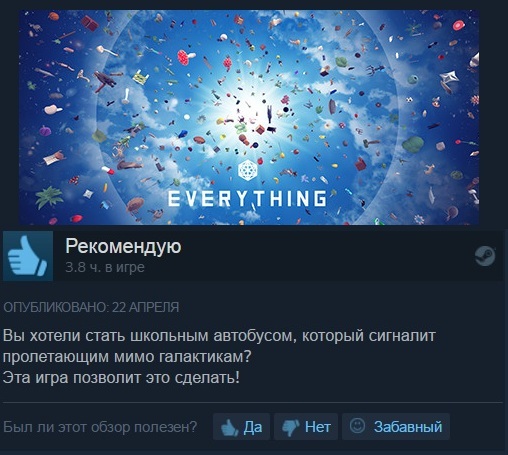 EVERYTHING
Рекомендую
3.8 ч. в игре
ОПУБЛИКОВАНО: 22 АПРЕЛЯ
Вы хотели стать школьным автобусом, который сигналит
пролетающим мимо галактикам?
Эта игра позволит это сделать!
Был ли этот обзор полезен? Да Нет Забавный